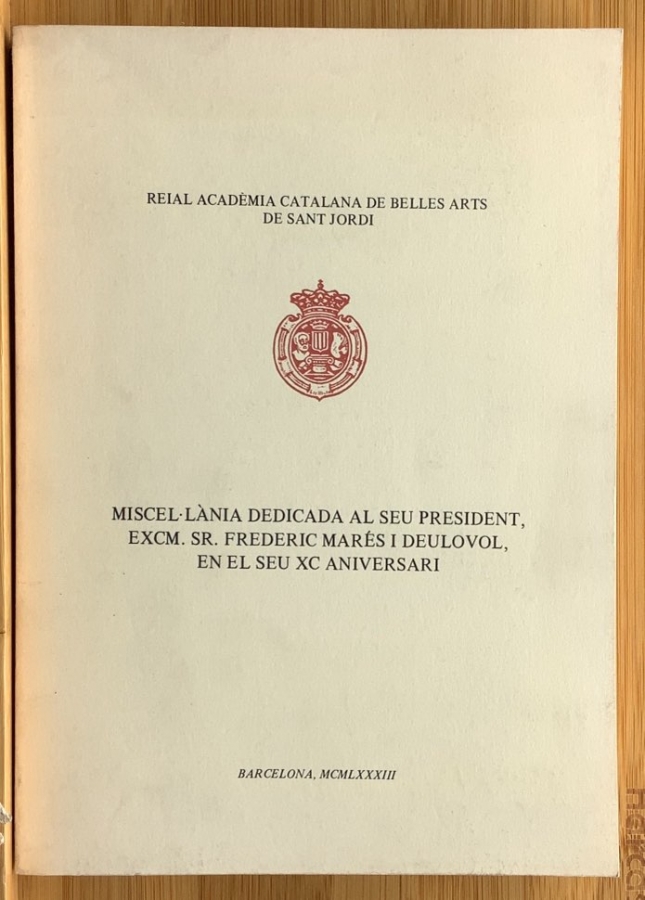 REIAL ACADÈMIA CATALANA DE BELLES ARTS
DE SANT JORDI
MISCEL·LÀNIA DEDICADA AL SEU PRESIDENT,
EXCM. SR. FREDERIC MARÉS I DEULOVOL,
EN EL SEU XC ANIVERSARI
BARCELONA, MCMLXXXIII